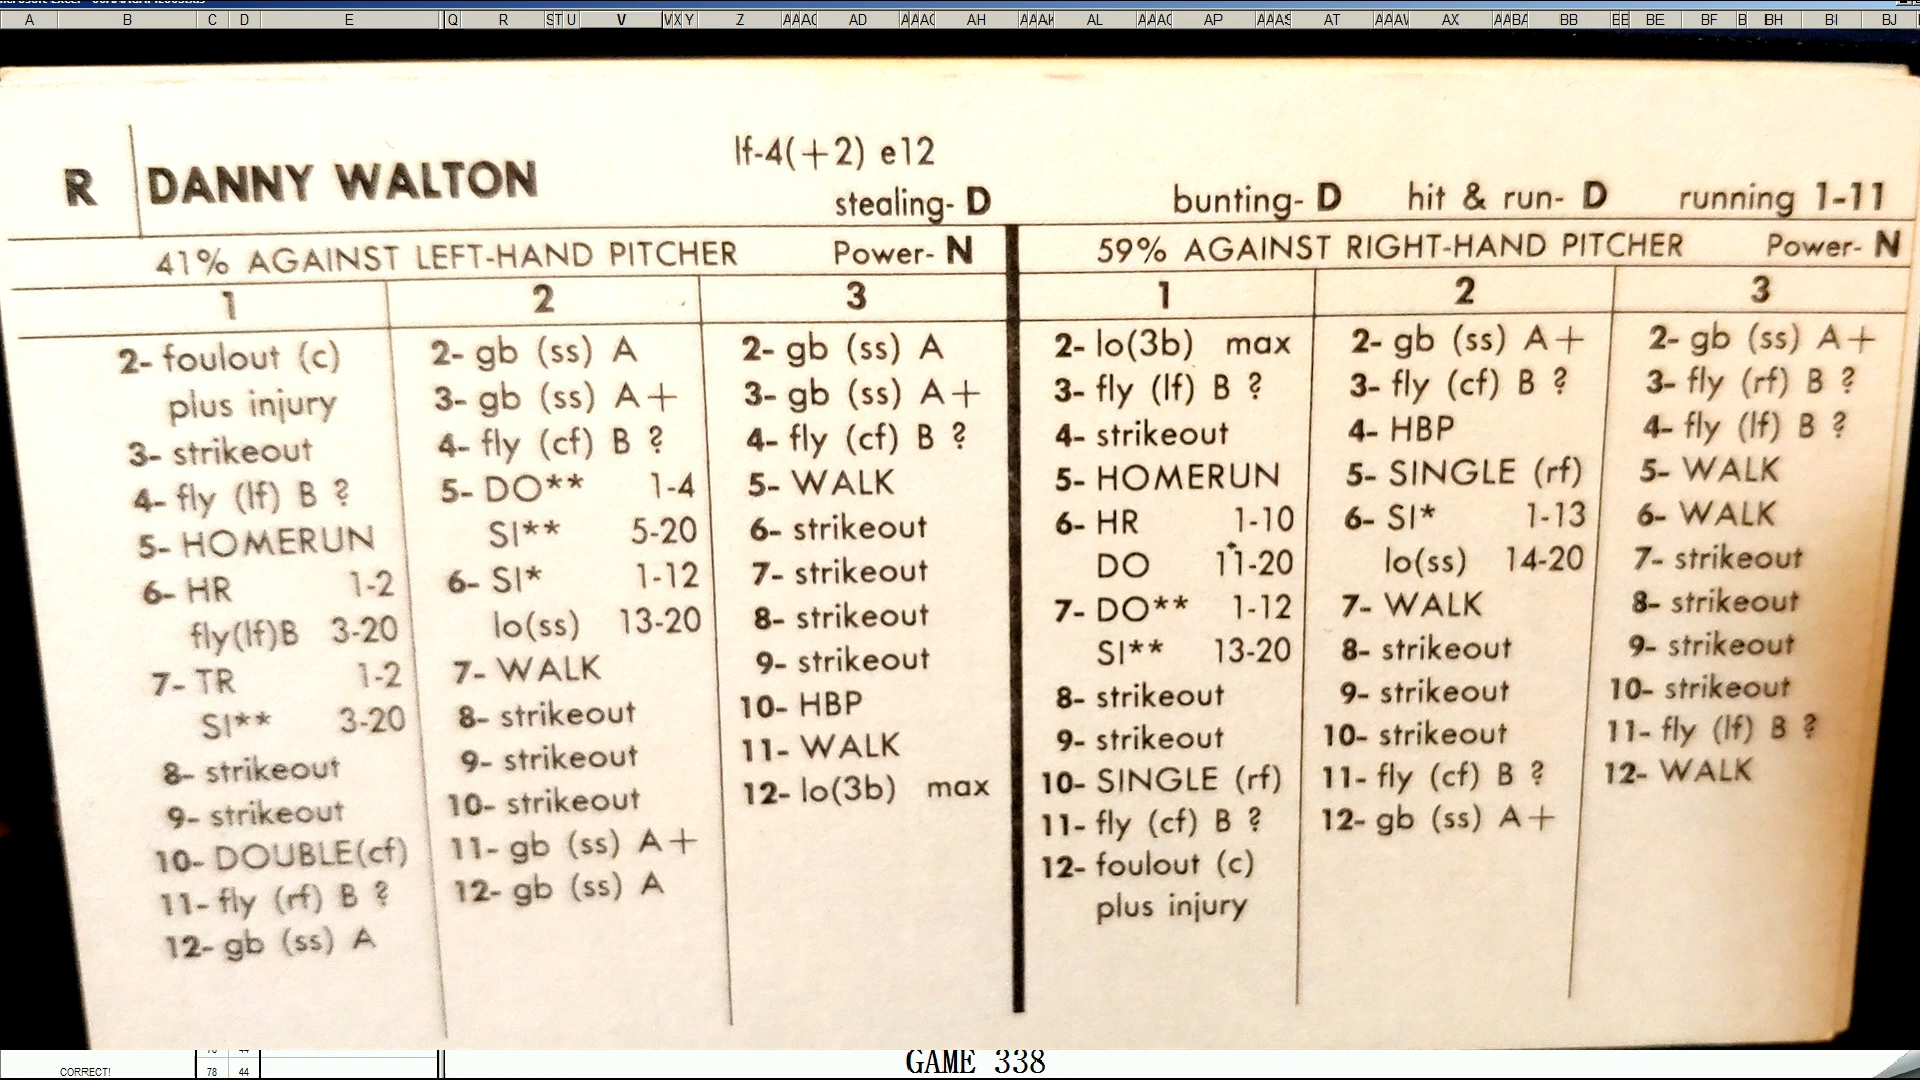 A B C D E Q R S T U V W X Y Z AD AH AL AP AT AX BB BE BF B BH BI BJ
lf-4(+2) e12
R DANNY WALTON
stealing- D bunting- D hit & run- D running 1-11
41% AGAINST LEFT-HAND PITCHER Power- N 59% AGAINST RIGHT-HAND PITCHER Power- N
1 2 3 1 2 3
2- foulout (c)
plus injury
3- strikeout
4- fly (lf) B ?
5- HOMERUN
6- HR 1-2
fly(lf)B 3-20
7- TR 1-2
SI** 3-20
8- strikeout
9- strikeout
10- DOUBLE(cf)
11- fly (rf) B ?
12- gb (ss) A
2- gb (ss) A
3- gb (ss) A+
4- fly (cf) B ?
5- DO** 1-4
SI** 5-20
6- SI* 1-12
lo(ss) 13-20
7- WALK
8- strikeout
9- strikeout
10- strikeout
11- gb (ss) A+
12- gb (ss) A
2- gb (ss) A
3- gb (ss) A+
4- fly (cf) B ?
5- WALK
6- strikeout
7- strikeout
8- strikeout
9- strikeout
10- HBP
11- WALK
12- lo(3b) max
2- lo(3b) max
3- fly (lf) B ?
4- strikeout
5- HOMERUN
6- HR 1-10
DO 11-20
7- DO** 1-12
SI** 13-20
8- strikeout
9- strikeout
10- SINGLE (rf)
11- fly (cf) B ?
12- foulout (c)
plus injury
2- gb (ss) A+
3- fly (cf) B ?
4- HBP
5- SINGLE (rf)
6- SI* 1-13
lo(ss) 14-20
7- WALK
8- strikeout
9- strikeout
10- strikeout
11- fly (cf) B ?
12- gb (ss) A+
2- gb (ss) A+
3- fly (rf) B ?
4- fly (lf) B ?
5- WALK
6- WALK
7- strikeout
8- strikeout
9- strikeout
10- strikeout
11- fly (lf) B ?
12- WALK
GAME 338
CORRECT! 78 44